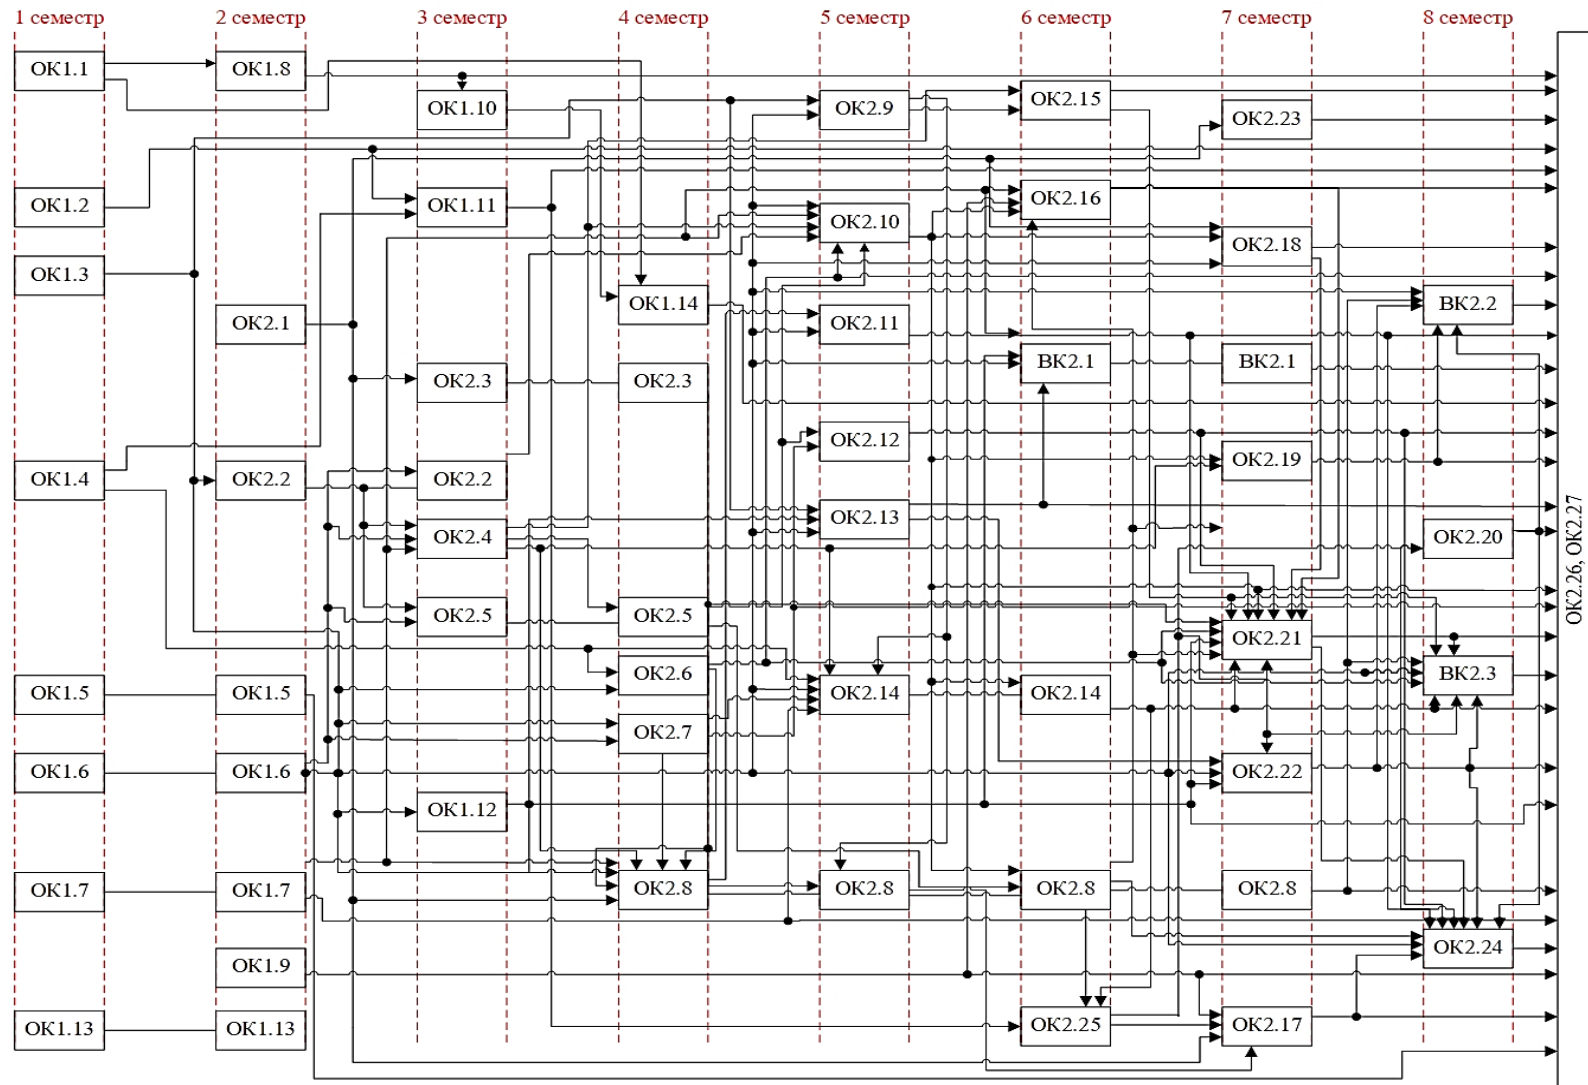 1 семестр
2 семестр
3 семестр
4 семестр
5 семестр
6 семестр
7 семестр
8 семестр
ОК1.1
ОК1.2
ОК1.3
ОК1.4
ОК1.5
ОК1.6
ОК1.7
ОК1.13
ОК1.8
ОК2.1
ОК2.2
ОК1.5
ОК1.6
ОК1.7
ОК1.9
ОК1.13
ОК1.10
ОК1.11
ОК2.3
ОК2.2
ОК2.4
ОК2.5
ОК1.12
ОК1.14
ОК2.3
ОК2.5
ОК2.6
ОК2.7
ОК2.8
ОК2.9
ОК2.10
ОК2.11
ОК2.12
ОК2.13
ОК2.14
ОК2.8
ОК2.15
ОК2.16
ВК2.1
ОК2.14
ОК2.8
ОК2.25
ОК2.23
ОК2.18
ВК2.1
ОК2.19
ОК2.21
ОК2.22
ОК2.8
ОК2.17
ВК2.2
ОК2.20
ВК2.3
ОК2.24
ОК2.26, ОК2.27